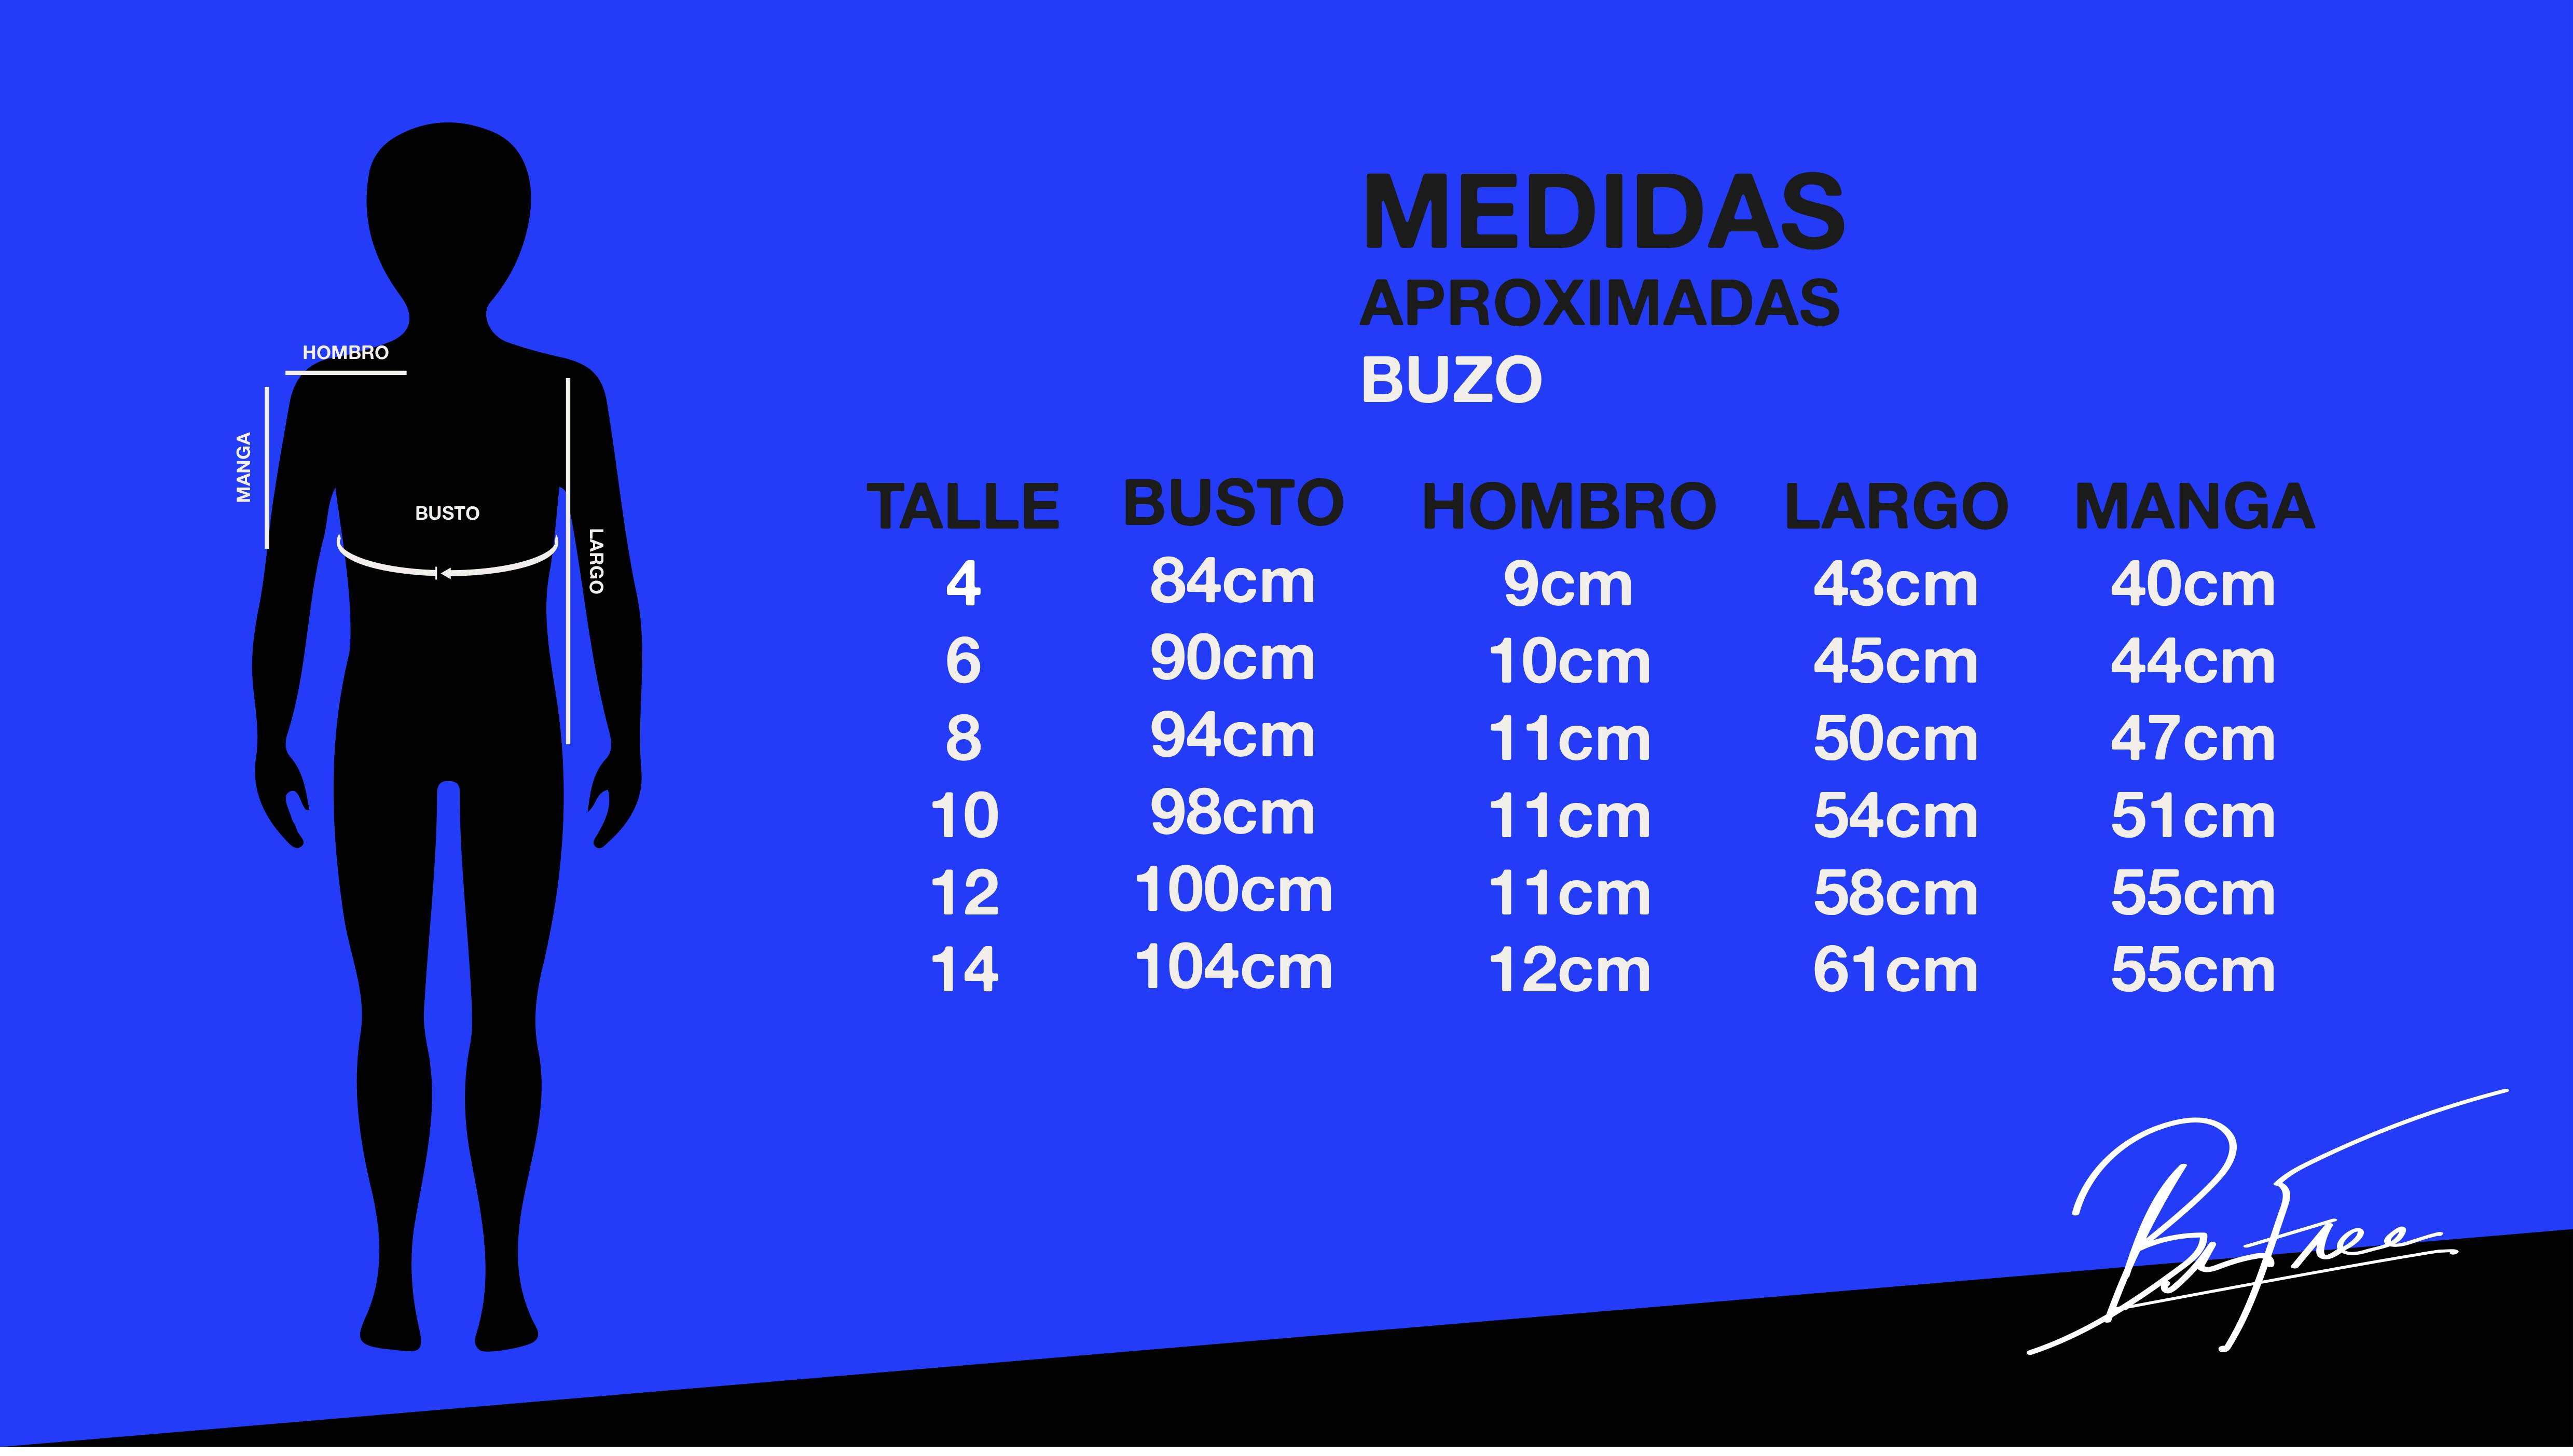 HOMBRO
MANGA
BUSTO
LARGO
MEDIDAS
APROXIMADAS
BUZO
TALLE BUSTO HOMBRO LARGO MANGA
4 84cm 9cm 43cm 40cm
6 90cm 10cm 45cm 44cm
8 94cm 11cm 50cm 47cm
10 98cm 11cm 54cm 51cm
12 100cm 11cm 58cm 55cm
14 104cm 12cm 61cm 55cm
Be Free